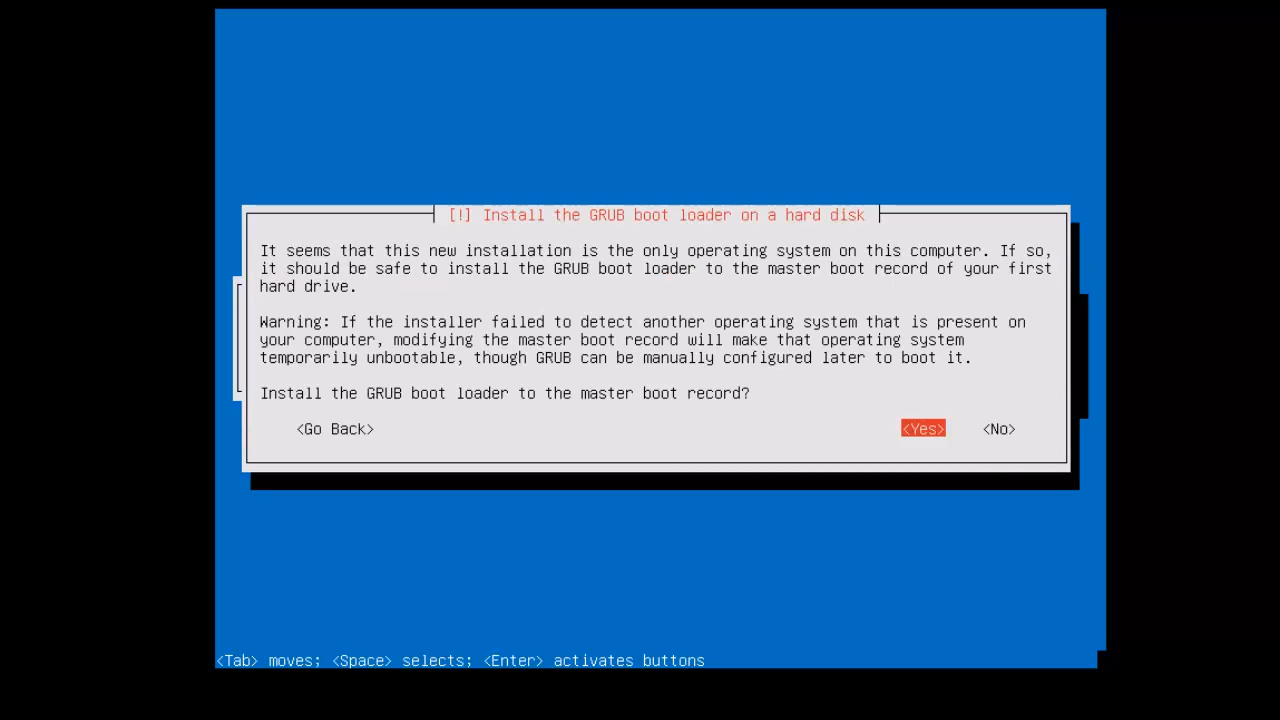 [!] Install the GRUB boot loader on a hard disk
It seems that this new installation is the only operating system on this computer. If so,
it should be safe to install the GRUB boot loader to the master boot record of your first
hard drive.
Warning: If the installer failed to detect another operating system that is present on
your computer, modifying the master boot record will make that operating system
temporarily unbootable, though GRUB can be manually configured later to boot it.
Install the GRUB boot loader to the master boot record?
<Go Back> <Yes> <No>
<Tab> moves; <Space> selects; <Enter> activates buttons